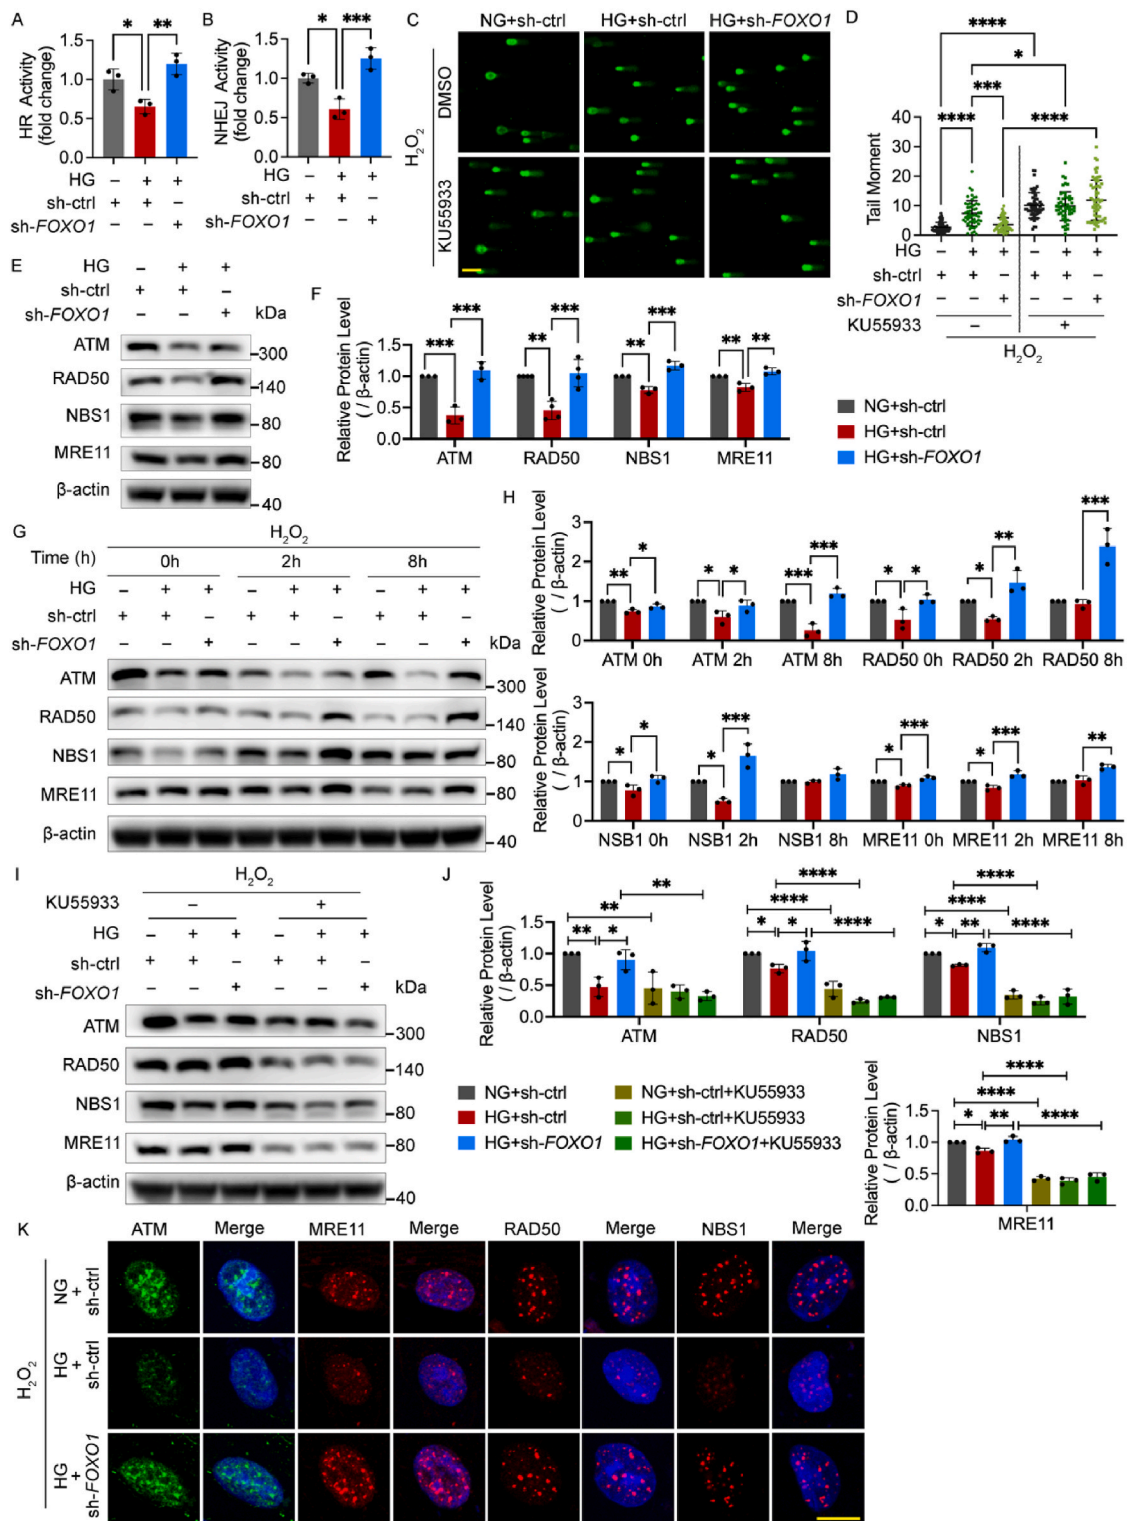 A
HR Activity
(fold change)
1.5
1.0
0.5
0.0
* **
HG – + +
sh-ctrl + + –
sh-FOXO1 – – +
B
NHEJ Activity
(fold change)
1.5
1.0
0.5
0.0
* ***
HG – + +
sh-ctrl + + –
sh-FOXO1 – – +
C
NG+sh-ctrl HG+sh-ctrl HG+sh-FOXO1
H2O2
DMSO
KU55933
D
****
*
***
**** ****
Tail Moment
40
30
20
10
0
HG – + + – + +
sh-ctrl + + – + + –
sh-FOXO1 – – + – – +
KU55933 – +
H2O2
E
HG – + +
sh-ctrl + + –
sh-FOXO1 – – + kDa
ATM 300
RAD50 140
NBS1 80
MRE11 80
β-actin 40
F
Relative Protein Level
( / β-actin)
1.5
1.0
0.5
0.0
*** ***
** ***
** ***
** **
ATM RAD50 NBS1 MRE11
NG+sh-ctrl
HG+sh-ctrl
HG+sh-FOXO1
G
H2O2
Time (h) 0h 2h 8h
HG – + + – + + – + +
sh-ctrl + + – + + – + + –
sh-FOXO1 – – + – – + – – + kDa
ATM 300
RAD50 140
NBS1 80
MRE11 80
β-actin 40
H
Relative Protein Level
( / β-actin)
3
2
1
0
** * * * *** *** * * * ** ***
ATM 0h ATM 2h ATM 8h RAD50 0h RAD50 2h RAD50 8h
Relative Protein Level
( / β-actin)
3
2
1
0
* * * *** * *** * *** **
NSB1 0h NSB1 2h NSB1 8h MRE11 0h MRE11 2h MRE11 8h
I
H2O2
KU55933 – +
HG – + + – + +
sh-ctrl + + – + + –
sh-FOXO1 – – + – – + kDa
ATM 300
RAD50 140
NBS1 80
MRE11 80
β-actin 40
J
Relative Protein Level
( / β-actin)
1.5
1.0
0.5
0.0
**
**
** *
****
****
* * ****
****
****
* ** ****
ATM RAD50 NBS1
NG+sh-ctrl NG+sh-ctrl+KU55933
HG+sh-ctrl HG+sh-ctrl+KU55933
HG+sh-FOXO1 HG+sh-FOXO1+KU55933
Relative Protein Level
( / β-actin)
1.5
1.0
0.5
0.0
****
****
* ** ****
MRE11
K
ATM Merge MRE11 Merge RAD50 Merge NBS1 Merge
H2O2
NG
+
sh-ctrl
HG
+
sh-ctrl
HG
+
sh-FOXO1